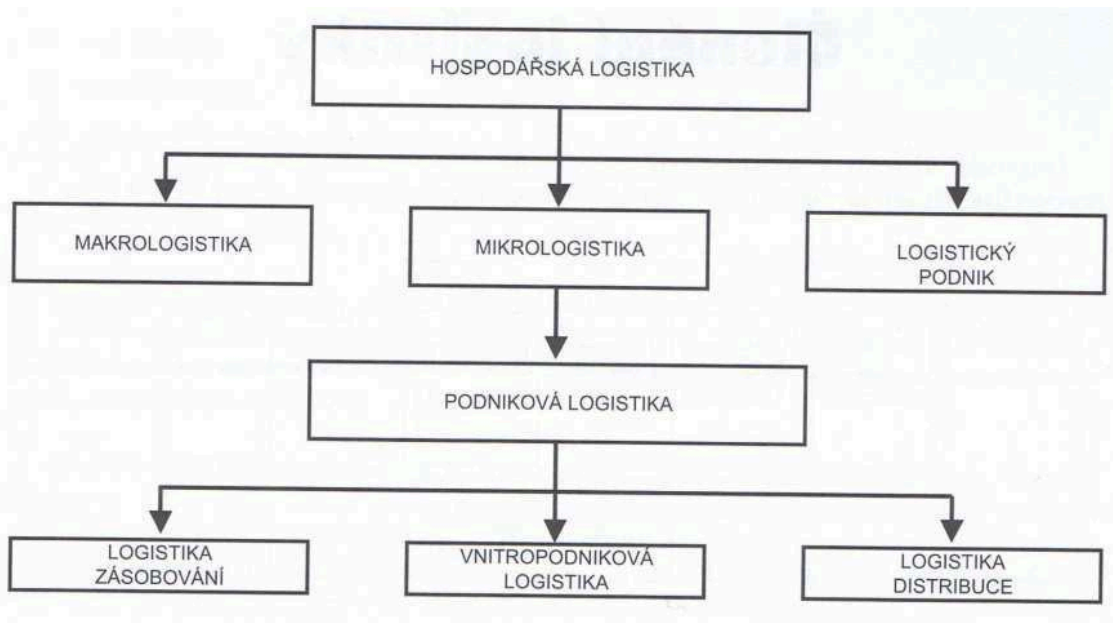 HOSPODÁŘSKÁ LOGISTIKA
MAKROLOGISTIKA
MIKROLOGISTIKA
LOGISTICKÝ
PODNIK
PODNIKOVÁ LOGISTIKA
LOGISTIKA
ZÁSOBOVÁNÍ
VNITROPODNIKOVÁ
LOGISTIKA
LOGISTIKA
DISTRIBUCE